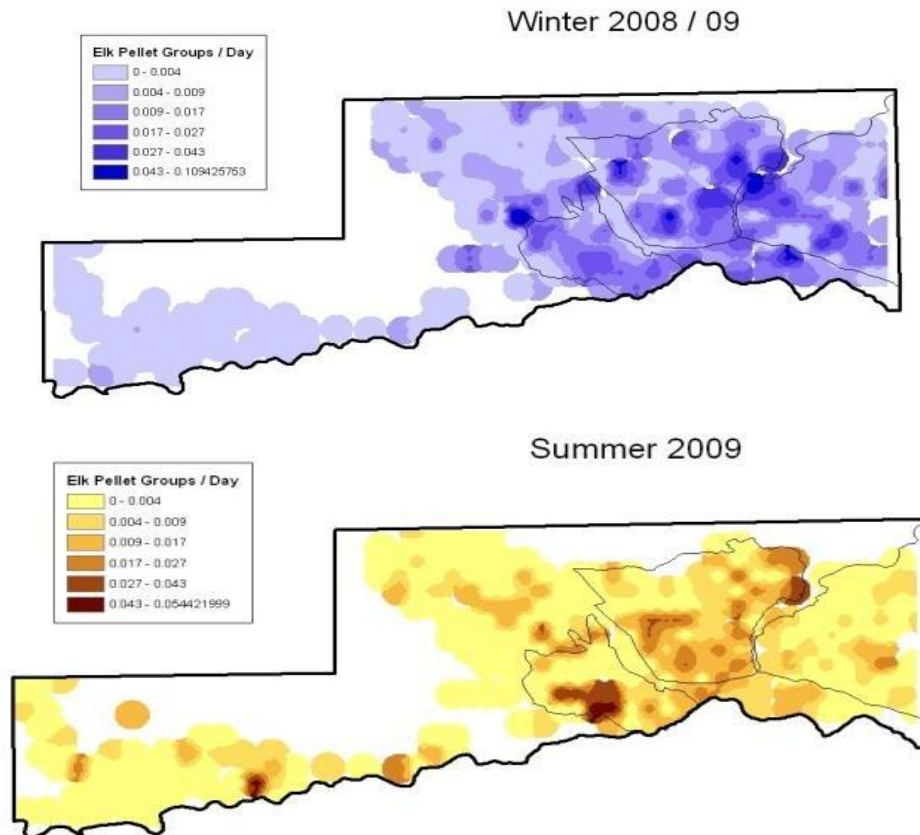 Winter 2008 / 09
Elk Pellet Groups / Day
0 - 0.004
0.004 - 0.009
0.009 - 0.017
0.017 - 0.027
0.027 - 0.043
0.043 - 0.109425753
Summer 2009
Elk Pellet Groups / Day
0 - 0.004
0.004 - 0.009
0.009 - 0.017
0.017 - 0.027
0.027 - 0.043
0.043 - 0.054421999